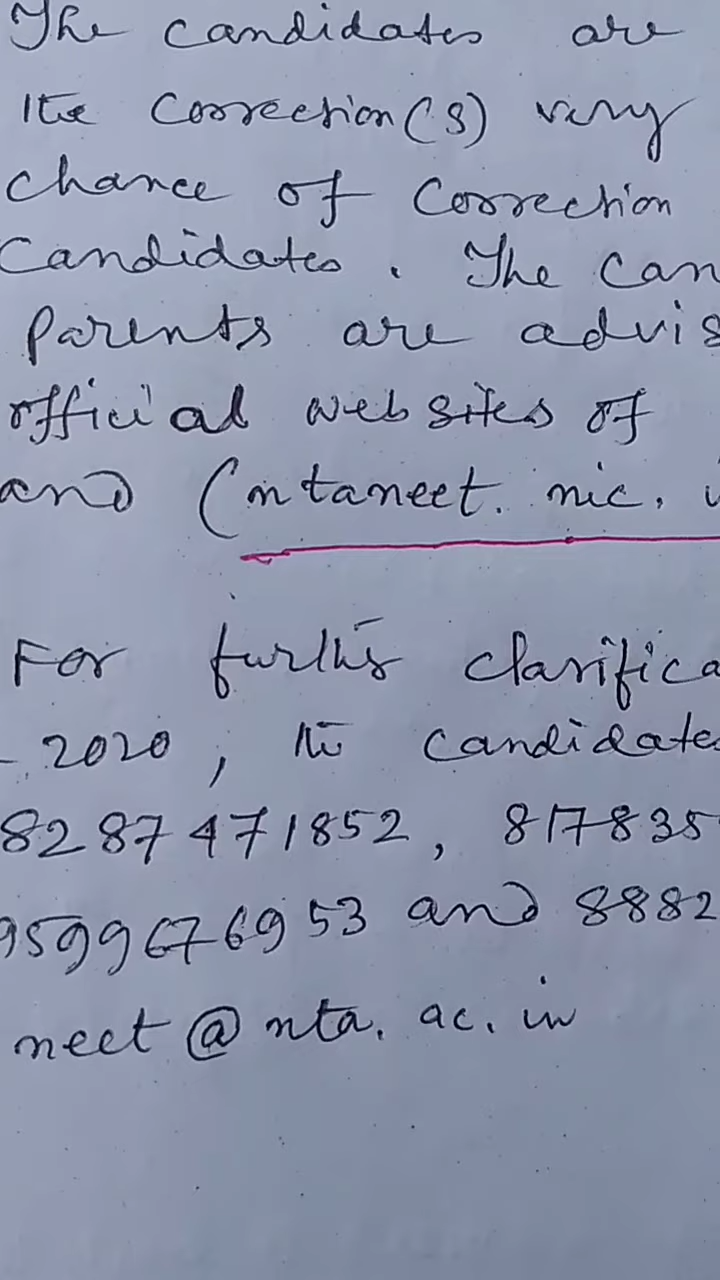 The candidates are
the correction(s) very
chance of correction
candidates. The can
Parents are advis
official websites of
and (ntaneet. nic. i
For further clarifica
- 2020, the candidates
8287471852, 817835
9599676953 and 8882
neet@nta. ac. in